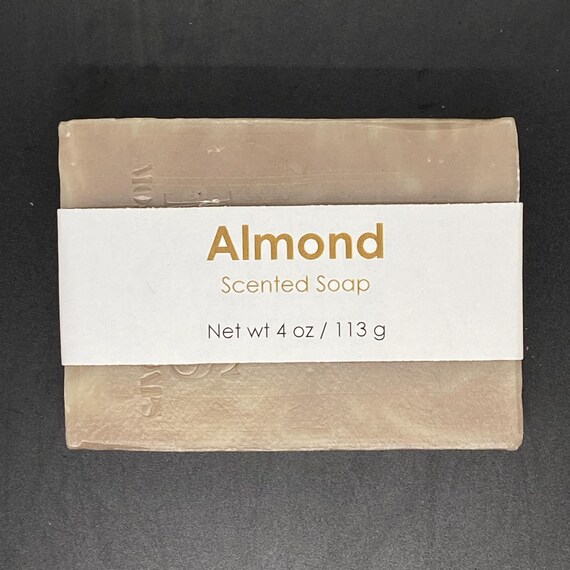 Almond
Scented Soap
Net wt 4 oz / 113 g